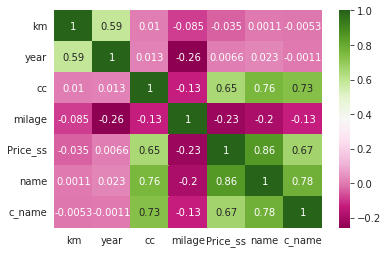 km 1 0.59 0.01 -0.085 -0.035 0.0011 -0.0053
year 0.59 1 0.013 -0.26 0.0066 0.023 -0.0011
cc 0.01 0.013 1 -0.13 0.65 0.76 0.73
milage -0.085 -0.26 -0.13 1 -0.23 -0.2 -0.13
Price_ss -0.035 0.0066 0.65 -0.23 1 0.86 0.67
name 0.0011 0.023 0.76 -0.2 0.86 1 0.78
c_name -0.0053 -0.0011 0.73 -0.13 0.67 0.78 1
km year cc milage Price_ss name c_name
1.0
0.8
0.6
0.4
0.2
0.0
−0.2